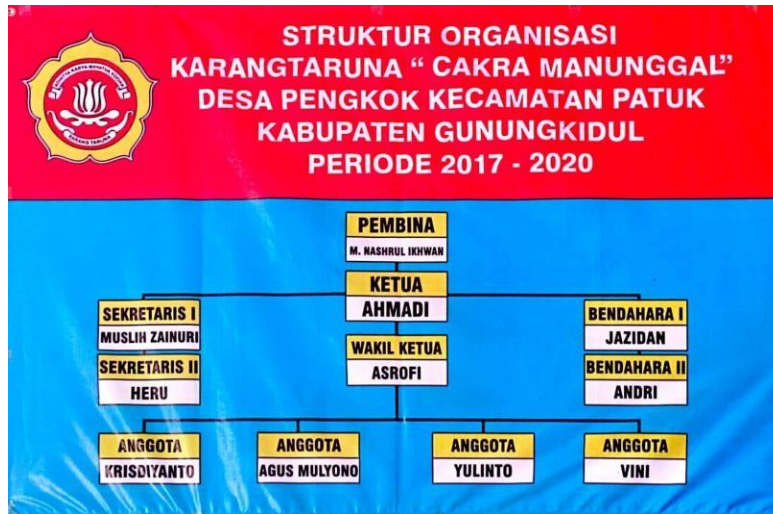 STRUKTUR ORGANISASI
KARANGTARUNA “ CAKRA MANUNGGAL”
DESA PENGKOK KECAMATAN PATUK
KABUPATEN GUNUNGKIDUL
PERIODE 2017 - 2020
KARANG TARUNA
PEMBINA
M. NASHRUL IKHWAN
KETUA
AHMADI
SEKRETARIS I
MUSLIH ZAINURI
SEKRETARIS II
HERU
WAKIL KETUA
ASROFI
BENDAHARA I
JAZIDAN
BENDAHARA II
ANDRI
ANGGOTA
KRISDIYANTO
ANGGOTA
AGUS MULYONO
ANGGOTA
YULINTO
ANGGOTA
VINI